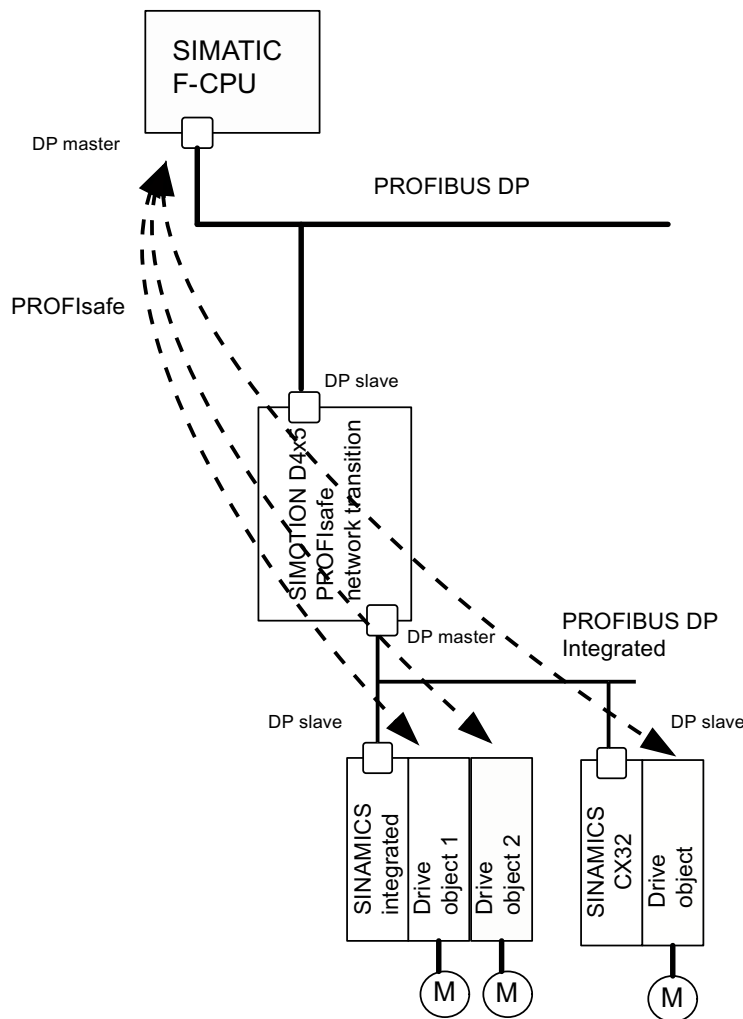 SIMATIC
F-CPU
DP master
PROFIBUS DP
PROFIsafe
DP slave
SIMOTION D4x5
PROFIsafe
network transition
DP master
PROFIBUS DP
Integrated
DP slave
DP slave
SINAMICS
integrated
Drive
object 1
Drive
object 2
SINAMICS
CX32
Drive
object
M
M
M